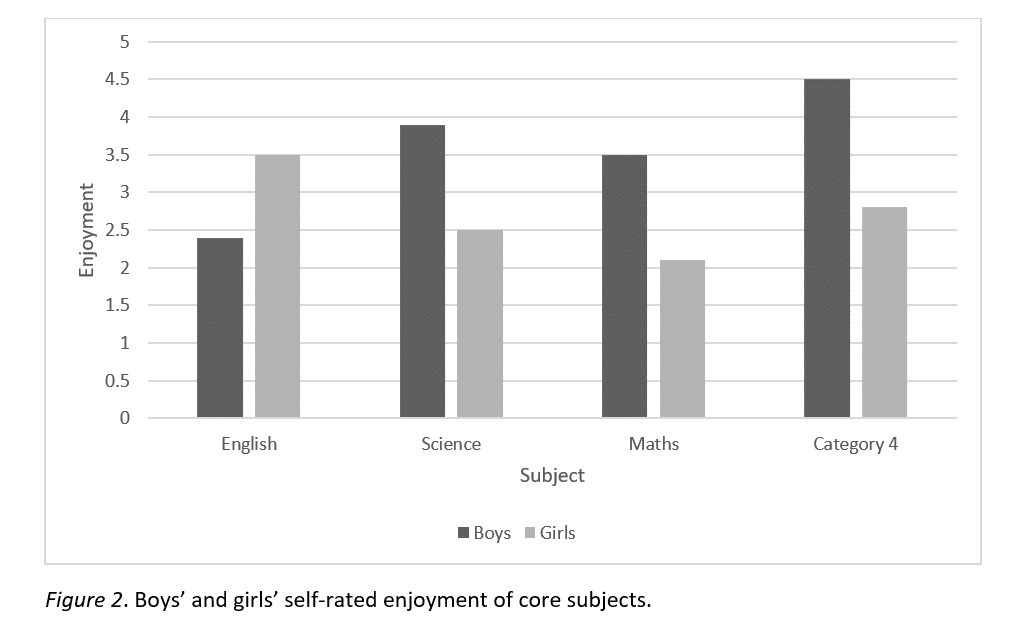 5
4.5
4
3.5
3
2.5
2
1.5
1
0.5
0
Enjoyment
English Science Maths Category 4
Subject
Boys Girls
Figure 2. Boys’ and girls’ self-rated enjoyment of core subjects.